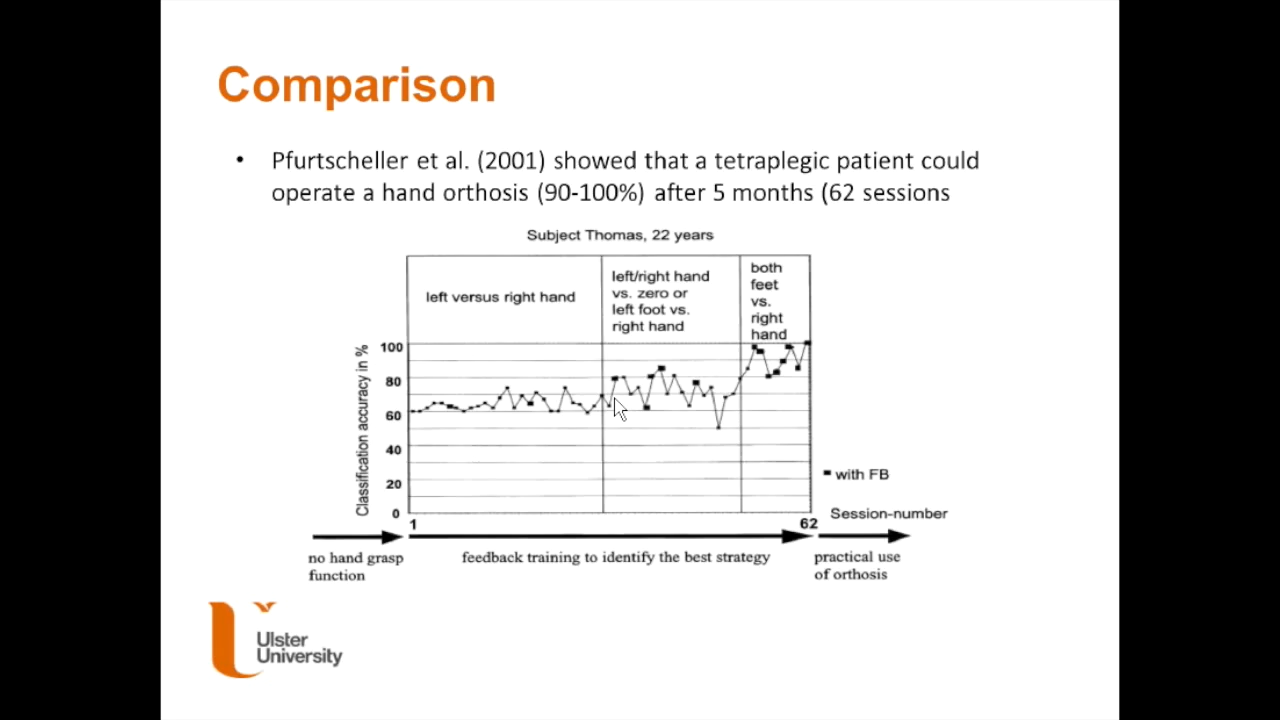 Comparison
• Pfurtscheller et al. (2001) showed that a tetraplegic patient could
operate a hand orthosis (90-100%) after 5 months (62 sessions
Subject Thomas, 22 years
left versus right hand
left/right hand
vs. zero or
left foot vs.
right hand
both
feet
vs.
right
hand
Classification accuracy in %
100
80
60
40
20
0
1
62
with FB
Session-number
no hand grasp
function
feedback training to identify the best strategy
practical use
of orthosis
Ulster
University